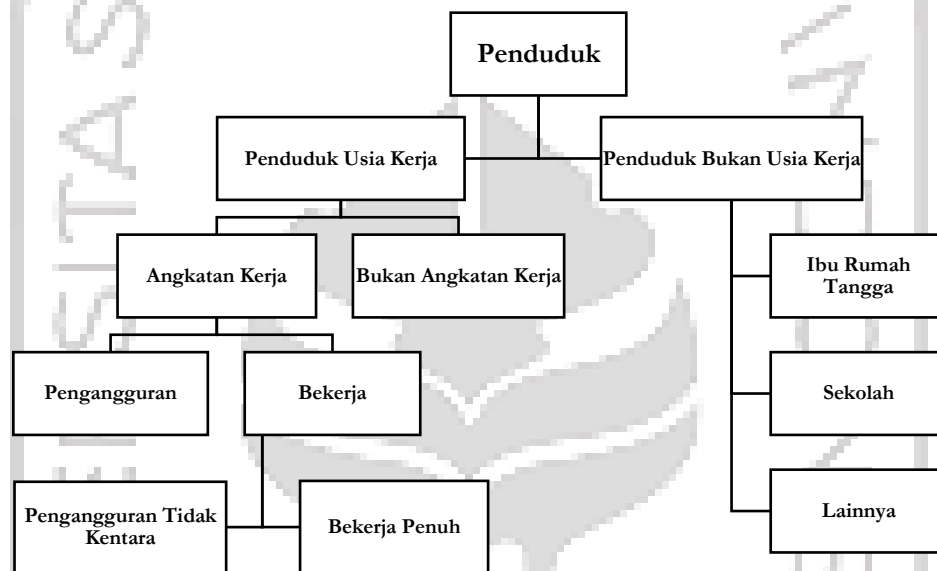 Penduduk
Penduduk Usia Kerja
Penduduk Bukan Usia Kerja
Angkatan Kerja
Bukan Angkatan Kerja
Ibu Rumah
Tangga
Pengangguran
Bekerja
Sekolah
Pengangguran Tidak
Kentara
Bekerja Penuh
Lainnya